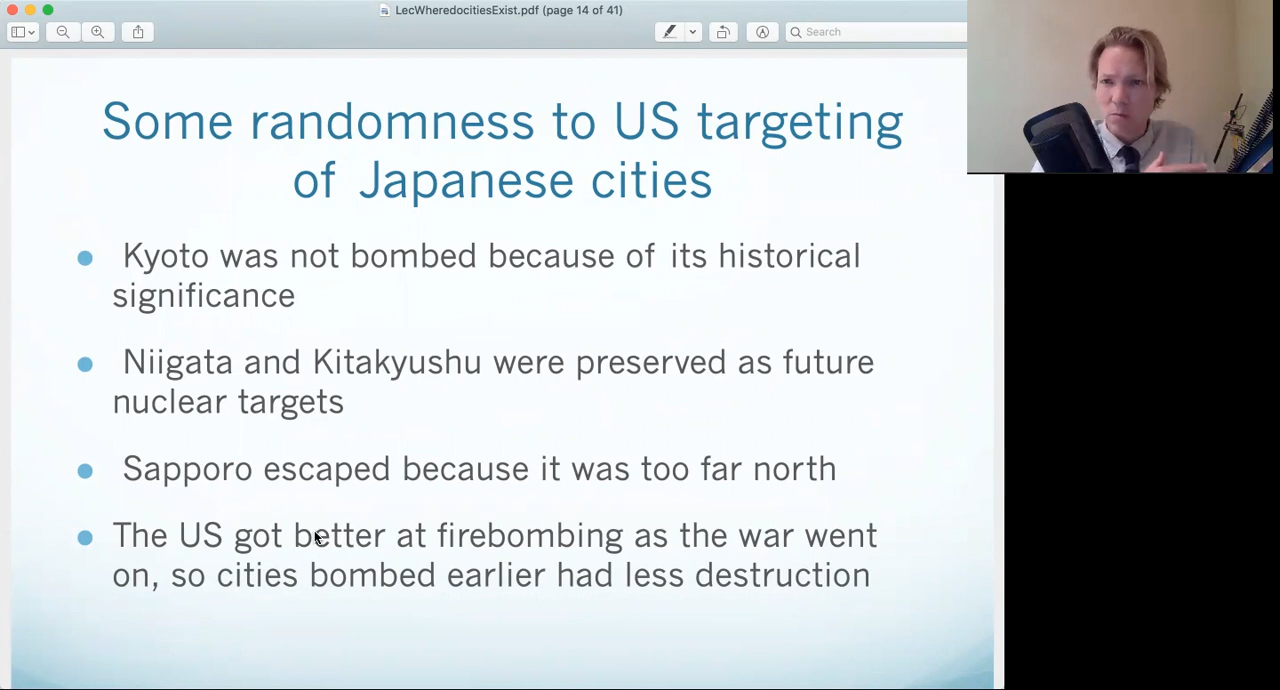 LecWheredocitiesExist.pdf (page 14 of 41)
Search
Some randomness to US targeting
of Japanese cities
Kyoto was not bombed because of its historical
significance
Niigata and Kitakyushu were preserved as future
nuclear targets
Sapporo escaped because it was too far north
The US got better at firebombing as the war went
on, so cities bombed earlier had less destruction